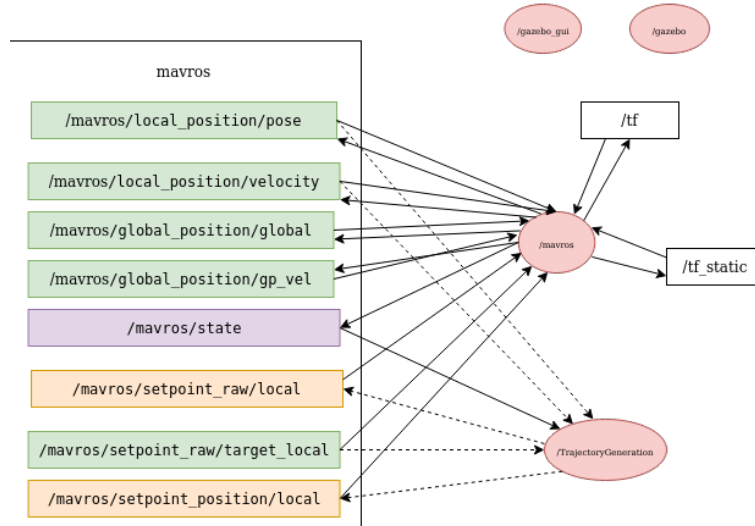 /gazebo_gui
/gazebo
mavros
/mavros/local_position/pose
/tf
/mavros/local_position/velocity
/mavros/global_position/global
/mavros
/mavros/global_position/gp_vel
/tf_static
/mavros/state
/mavros/setpoint_raw/local
/mavros/setpoint_raw/target_local
/TrajectoryGeneration
/mavros/setpoint_position/local